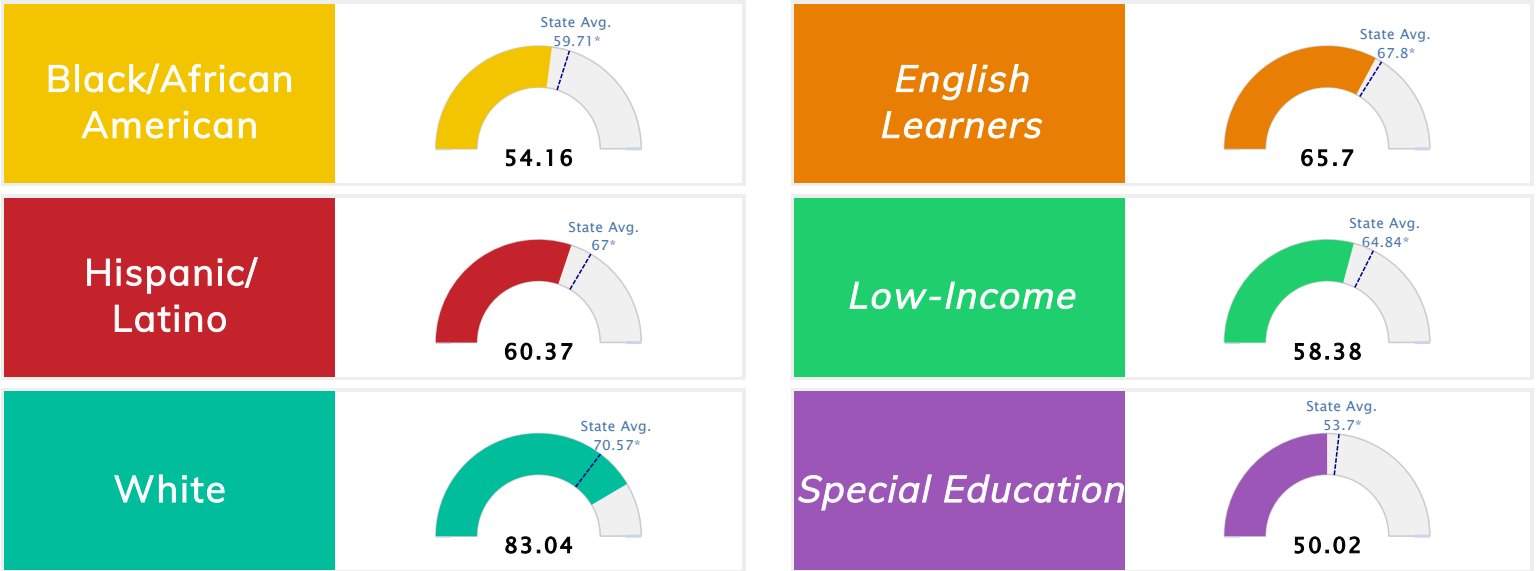 Black/African
American
State Avg.
59.71*
54.16
English
Learners
State Avg.
67.8*
65.7
Hispanic/
Latino
State Avg.
67*
60.37
Low-Income
State Avg.
64.84*
58.38
White
State Avg.
70.57*
83.04
Special Education
State Avg.
53.7*
50.02